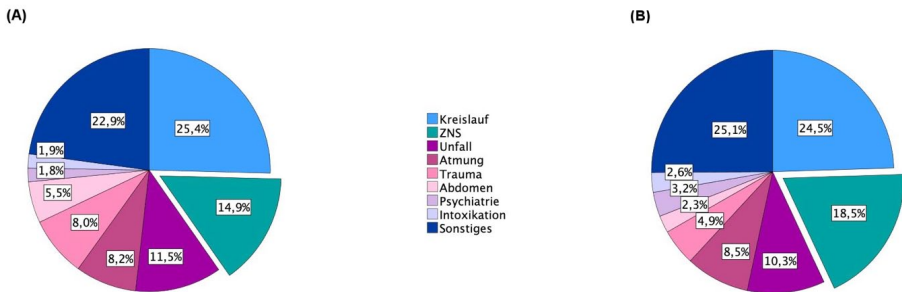 (A)
(B)
22,9%
25,4%
1,9%
1,8%
5,5%
8,0%
8,2%
11,5%
14,9%
Kreislauf
ZNS
Unfall
Atmung
Trauma
Abdomen
Psychiatrie
Intoxikation
Sonstiges
25,1%
24,5%
2,6%
3,2%
2,3%
4,9%
8,5%
10,3%
18,5%